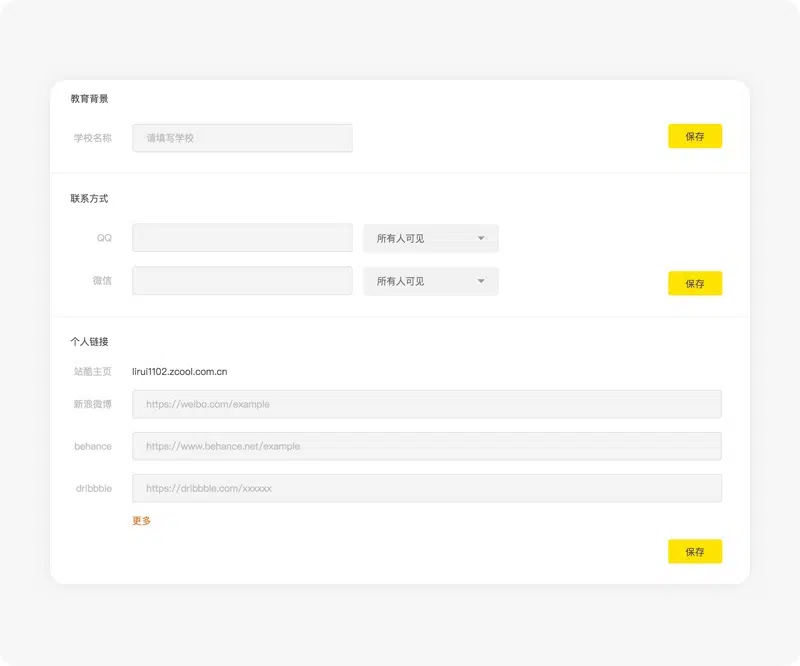 教育背景
学校名称 请填写学校 保存
联系方式
QQ 所有人可见
微信 所有人可见 保存
个人链接
站酷主页 lirui1102.zcool.com.cn
新浪微博 https://weibo.com/example
behance https://www.behance.net/example
dribbble https://dribbble.com/xxxxxx
更多
保存